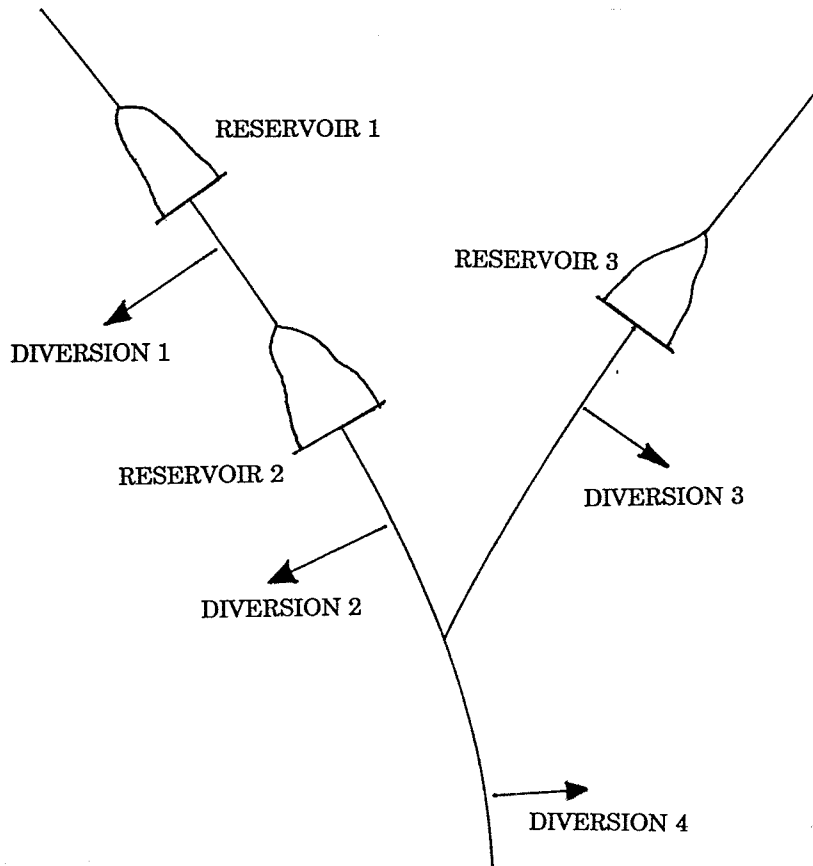 RESERVOIR 1
RESERVOIR 3
DIVERSION 1
RESERVOIR 2
DIVERSION 3
DIVERSION 2
DIVERSION 4